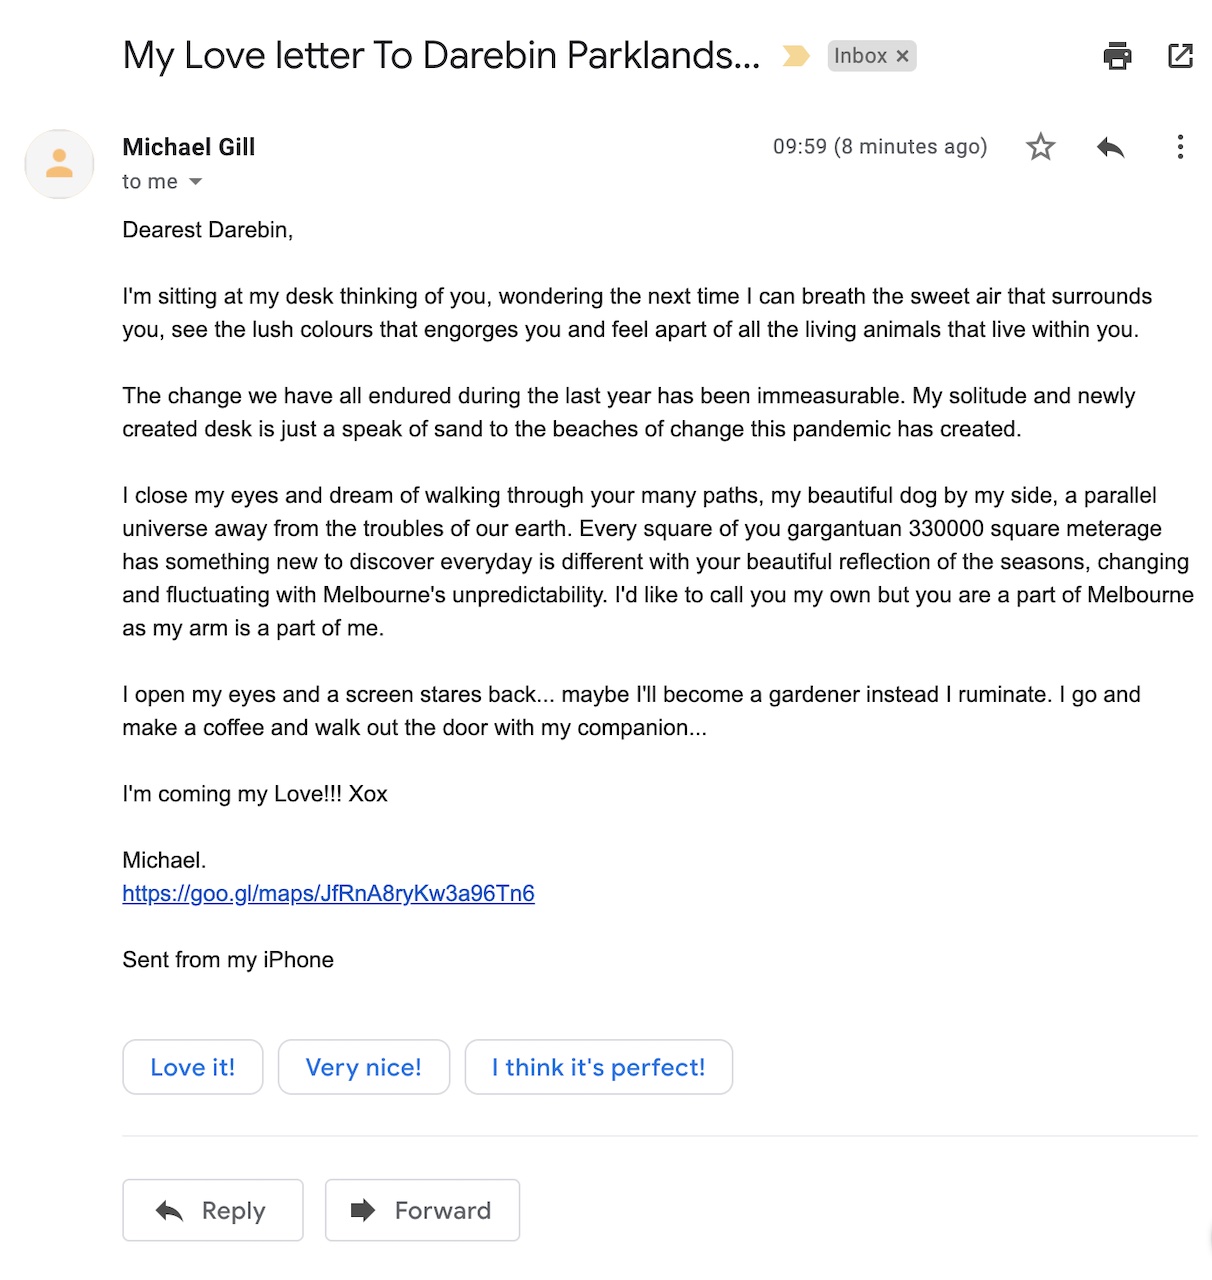 My Love letter To Darebin Parklands...
Inbox ×
Michael Gill
09:59 (8 minutes ago)
to me
Dearest Darebin,
I'm sitting at my desk thinking of you, wondering the next time I can breath the sweet air that surrounds
you, see the lush colours that engorges you and feel apart of all the living animals that live within you.
The change we have all endured during the last year has been immeasurable. My solitude and newly
created desk is just a speak of sand to the beaches of change this pandemic has created.
I close my eyes and dream of walking through your many paths, my beautiful dog by my side, a parallel
universe away from the troubles of our earth. Every square of you gargantuan 330000 square meterage
has something new to discover everyday is different with your beautiful reflection of the seasons, changing
and fluctuating with Melbourne's unpredictability. I'd like to call you my own but you are a part of Melbourne
as my arm is a part of me.
I open my eyes and a screen stares back... maybe I'll become a gardener instead I ruminate. I go and
make a coffee and walk out the door with my companion...
I'm coming my Love!!! Xox
Michael.
https://goo.gl/maps/JfRnA8ryKw3a96Tn6
Sent from my iPhone
Love it!
Very nice!
I think it's perfect!
Reply
Forward